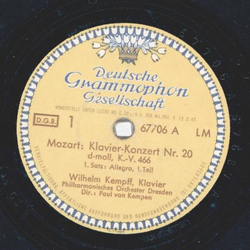 Deutsche
Grammophon
Gesellschaft
D.G.B. 1 67706 A LM
Mozart: Klavier-Konzert Nr. 20
d-moll, K.-V. 466
1. Satz: Allegro, 1. Teil
Wilhelm Kempff, Klavier
Philharmonisches Orchester Dresden
Dir.: Paul van Kempen